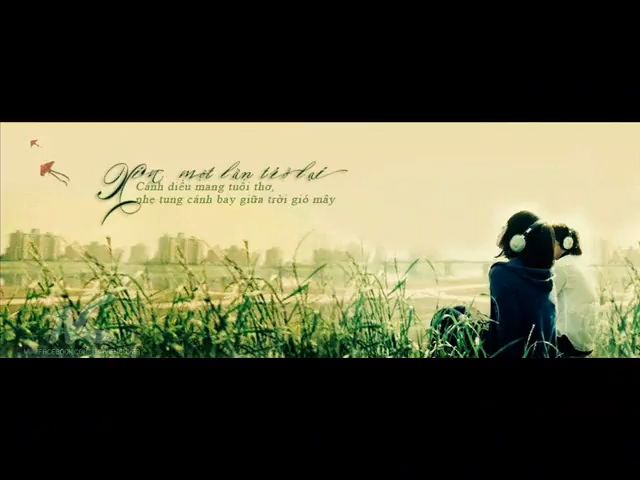 Xin một lần trở lại
Cánh diều mang tuổi thơ,
nhẹ tung cánh bay giữa trời gió mây